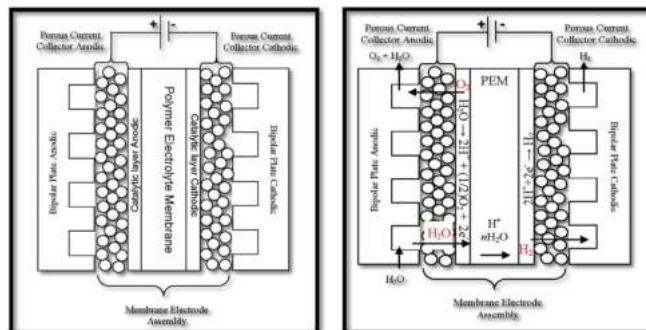 + -
Porous Current
Collector Anodic
Porous Current
Collector Cathodic
Bipolar Plate Anodic
Catalytic layer Anodic
Polymer Electrolyte Membrane
Catalytic layer Cathodic
Bipolar Plate Cathodic
Membrane Electrode
Assembly
+ -
Porous Current
Collector Anodic
Porous Current
Collector Cathodic
O₂ + H₂O
H₂
O₂
PEM
Bipolar Plate Anodic
H₂O → 2H⁺ + (1/2)O₂ + 2e⁻
2H⁺+2e⁻ → H₂
Bipolar Plate Cathodic
H₂O
H⁺
nH₂O
H₂
H₂O
Membrane Electrode
Assembly